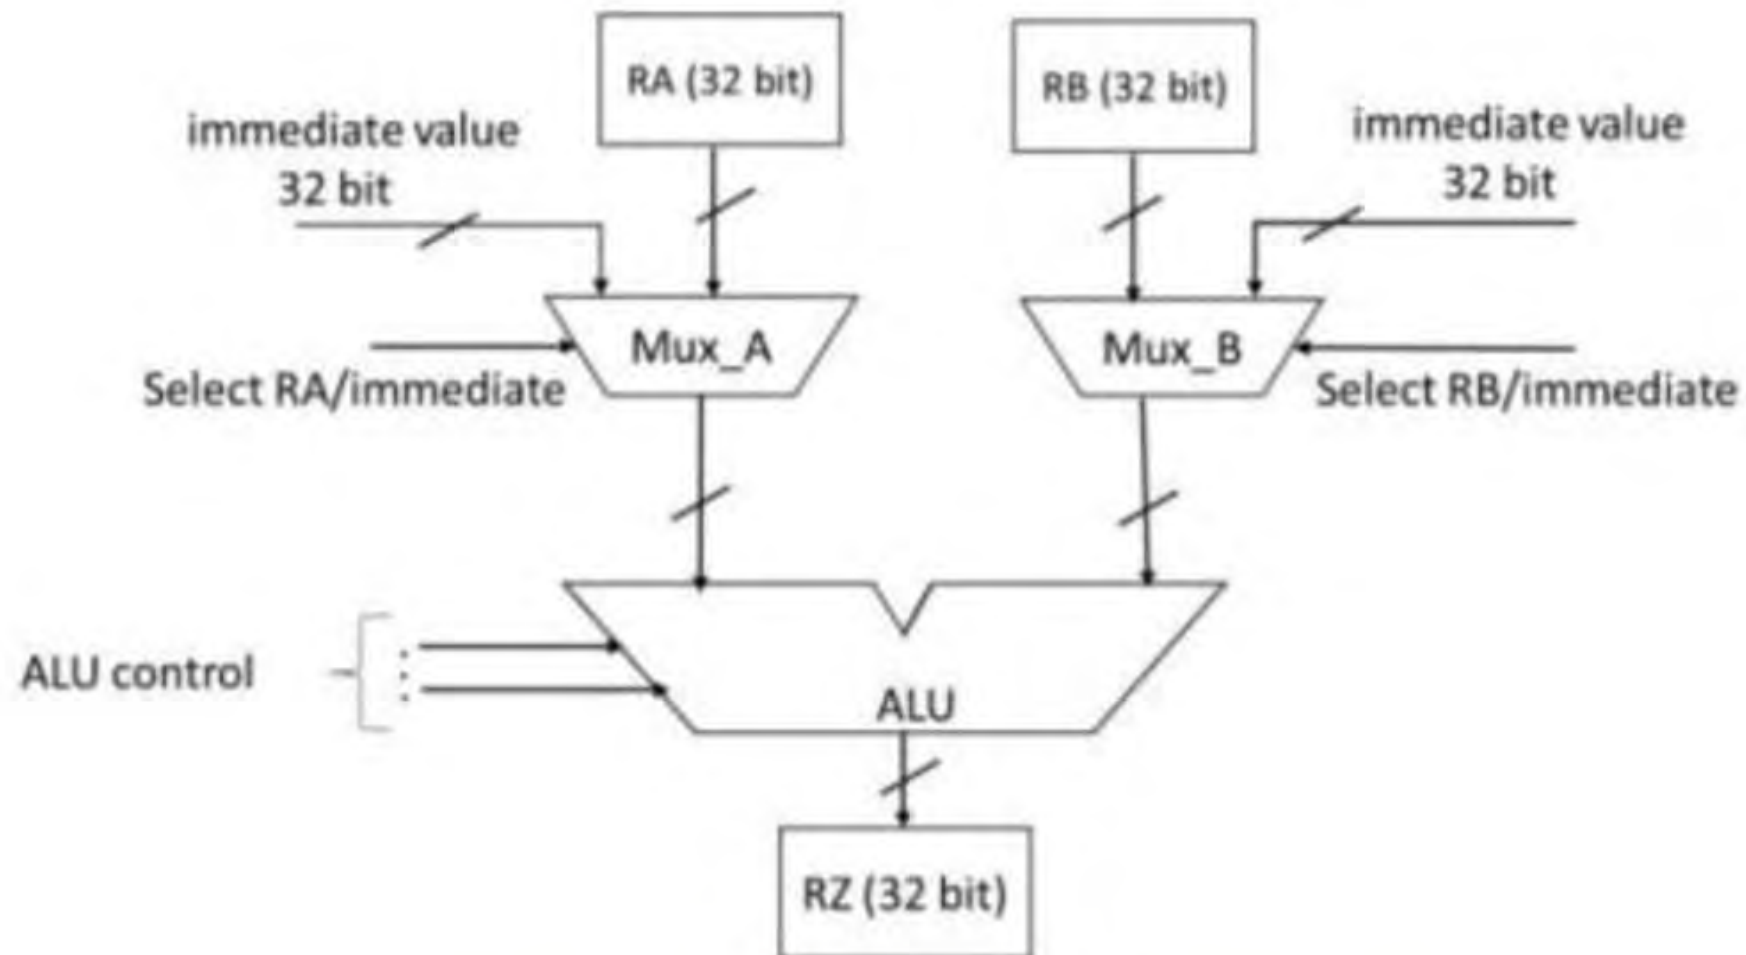 RA (32 bit)
RB (32 bit)
immediate value
32 bit
immediate value
32 bit
Mux_A
Mux_B
Select RA/immediate
Select RB/immediate
ALU control
ALU
RZ (32 bit)